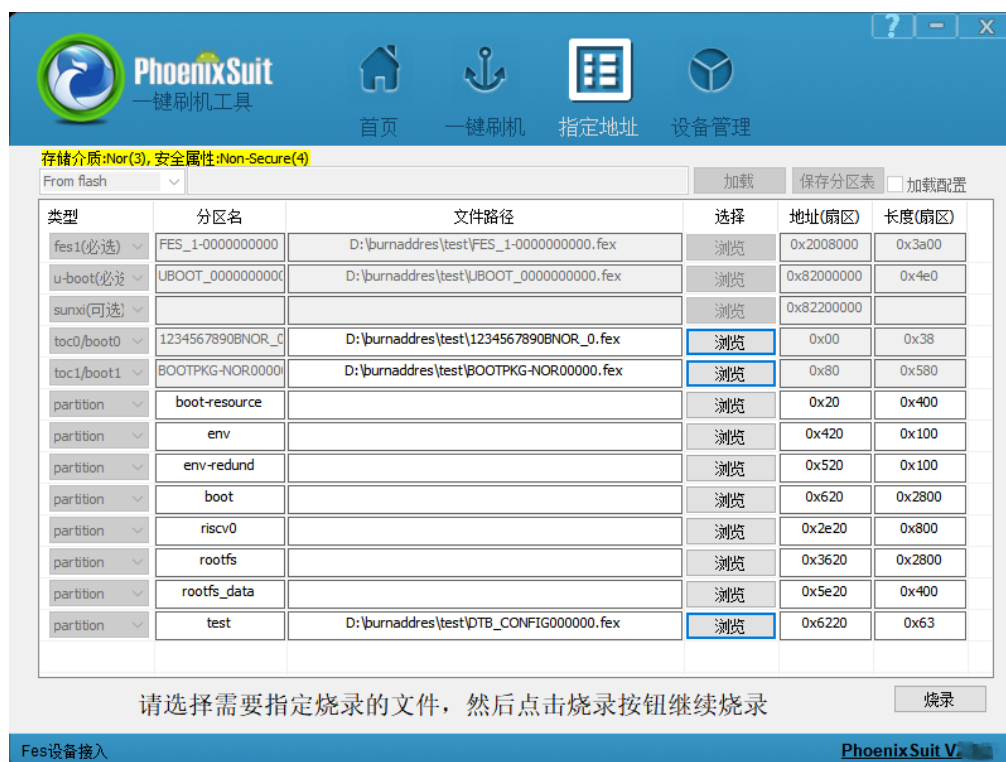 ? - X
PhoenixSuit
一键刷机工具
首页 一键刷机 指定地址 设备管理
存储介质:Nor(3), 安全属性:Non-Secure(4)
From flash 加载 保存分区表 加载配置
类型 分区名 文件路径 选择 地址(扇区) 长度(扇区)
fes1(必选) FES_1-0000000000 D:\burnaddres\test\FES_1-0000000000.fex 浏览 0x2008000 0x3a00
u-boot(必选 UBOOT_0000000000 D:\burnaddres\test\UBOOT_0000000000.fex 浏览 0x82000000 0x4e0
sunxi(可选) 浏览 0x82200000
toc0/boot0 1234567890BNOR_0 D:\burnaddres\test\1234567890BNOR_0.fex 浏览 0x00 0x38
toc1/boot1 BOOTPKG-NOR00000 D:\burnaddres\test\BOOTPKG-NOR00000.fex 浏览 0x80 0x580
partition boot-resource 浏览 0x20 0x400
partition env 浏览 0x420 0x100
partition env-redund 浏览 0x520 0x100
partition boot 浏览 0x620 0x2800
partition riscv0 浏览 0x2e20 0x800
partition rootfs 浏览 0x3620 0x2800
partition rootfs_data 浏览 0x5e20 0x400
partition test D:\burnaddres\test\DTB_CONFIG000000.fex 浏览 0x6220 0x63
请选择需要指定烧录的文件，然后点击烧录按钮继续烧录 烧录
Fes设备接入 PhoenixSuit V2